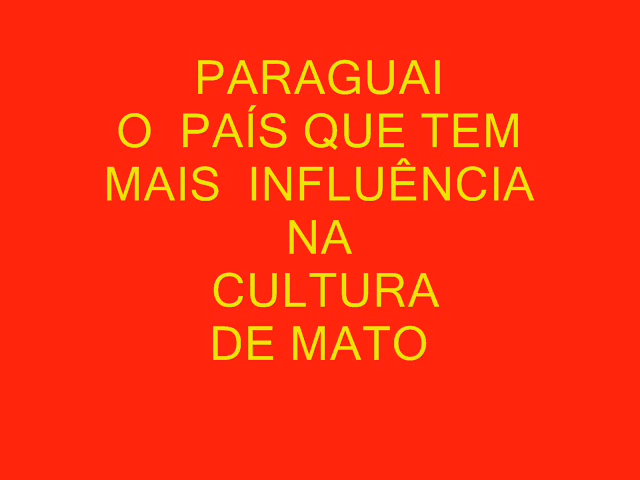 PARAGUAI
O PAÍS QUE TEM
MAIS INFLUÊNCIA
NA
CULTURA
DE MATO